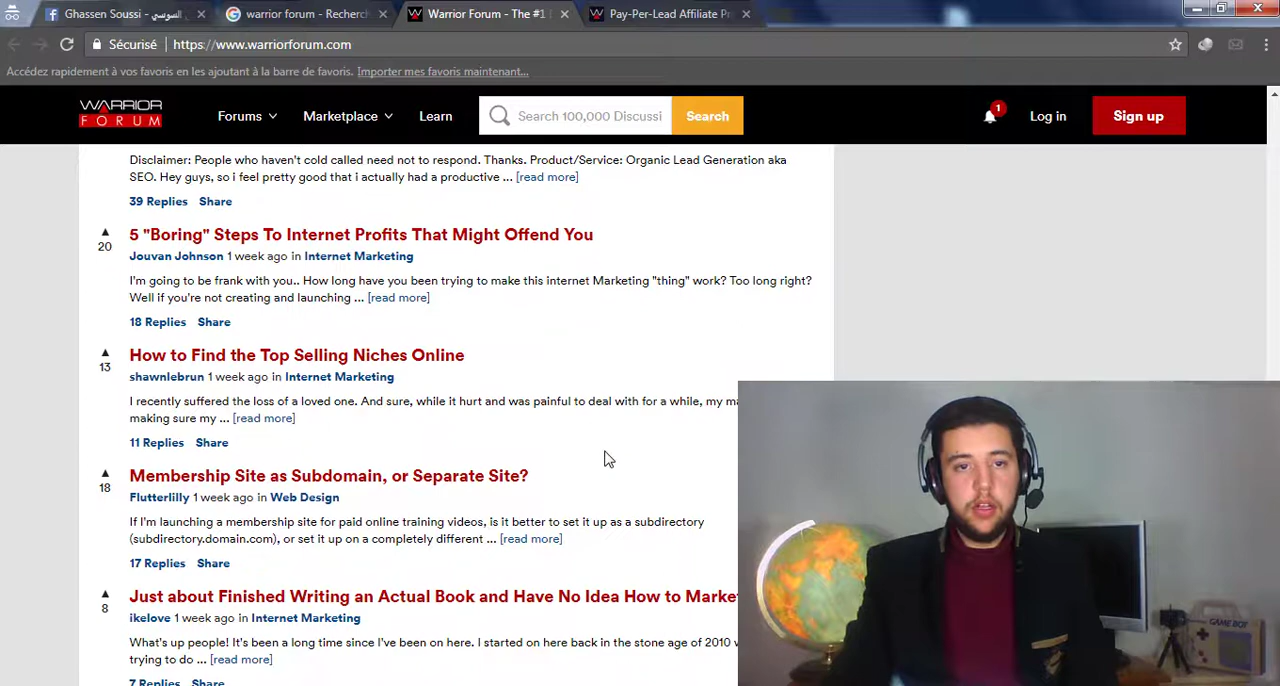 Ghassen Soussi - السوسي
warrior forum - Recherch
Warrior Forum - The #1
Pay-Per-Lead Affiliate Pr
Sécurisé
https://www.warriorforum.com
Accédez rapidement à vos favoris en les ajoutant à la barre de favoris. Importer mes favoris maintenant...
WARRIOR
FORUM
Forums
Marketplace
Learn
Search 100,000 Discussi
Search
1
Log in
Sign up
Disclaimer: People who haven't cold called need not to respond. Thanks. Product/Service: Organic Lead Generation aka
SEO. Hey guys, so i feel pretty good that i actually had a productive ... [read more]
39 Replies Share
5 "Boring" Steps To Internet Profits That Might Offend You
20
Jouvan Johnson 1 week ago in Internet Marketing
I'm going to be frank with you.. How long have you been trying to make this internet Marketing "thing" work? Too long right?
Well if you're not creating and launching ... [read more]
18 Replies Share
How to Find the Top Selling Niches Online
13
shawnlebrun 1 week ago in Internet Marketing
I recently suffered the loss of a loved one. And sure, while it hurt and was painful to deal with for a while, my ma
making sure my ... [read more]
11 Replies Share
Membership Site as Subdomain, or Separate Site?
18
Flutterlilly 1 week ago in Web Design
If I'm launching a membership site for paid online training videos, is it better to set it up as a subdirectory
(subdirectory.domain.com), or set it up on a completely different ... [read more]
17 Replies Share
Just about Finished Writing an Actual Book and Have No Idea How to Marke
8
ikelove 1 week ago in Internet Marketing
What's up people! It's been a long time since I've been on here. I started on here back in the stone age of 2010 w
trying to do ... [read more]
7 Replies Share
GAME BOY